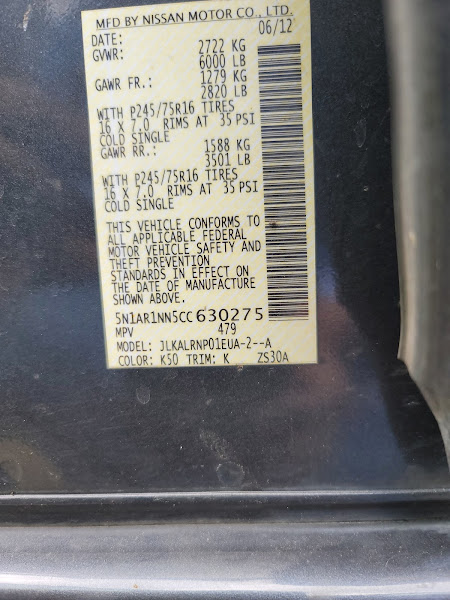 MFD BY NISSAN MOTOR CO., LTD.
DATE: 06/12
GVWR: 2722 KG
6000 LB
GAWR FR.: 1279 KG
2820 LB
WITH P245/75R16 TIRES
16 X 7.0 RIMS AT 35 PSI
COLD SINGLE
GAWR RR.: 1588 KG
3501 LB
WITH P245/75R16 TIRES
16 X 7.0 RIMS AT 35 PSI
COLD SINGLE
THIS VEHICLE CONFORMS TO
ALL APPLICABLE FEDERAL
MOTOR VEHICLE SAFETY AND
THEFT PREVENTION
STANDARDS IN EFFECT ON
THE DATE OF MANUFACTURE
SHOWN ABOVE.
5N1AR1NN5CC630275
MPV 479
MODEL: JLKALRNP01EUA-2--A
COLOR: K50 TRIM: K ZS30A